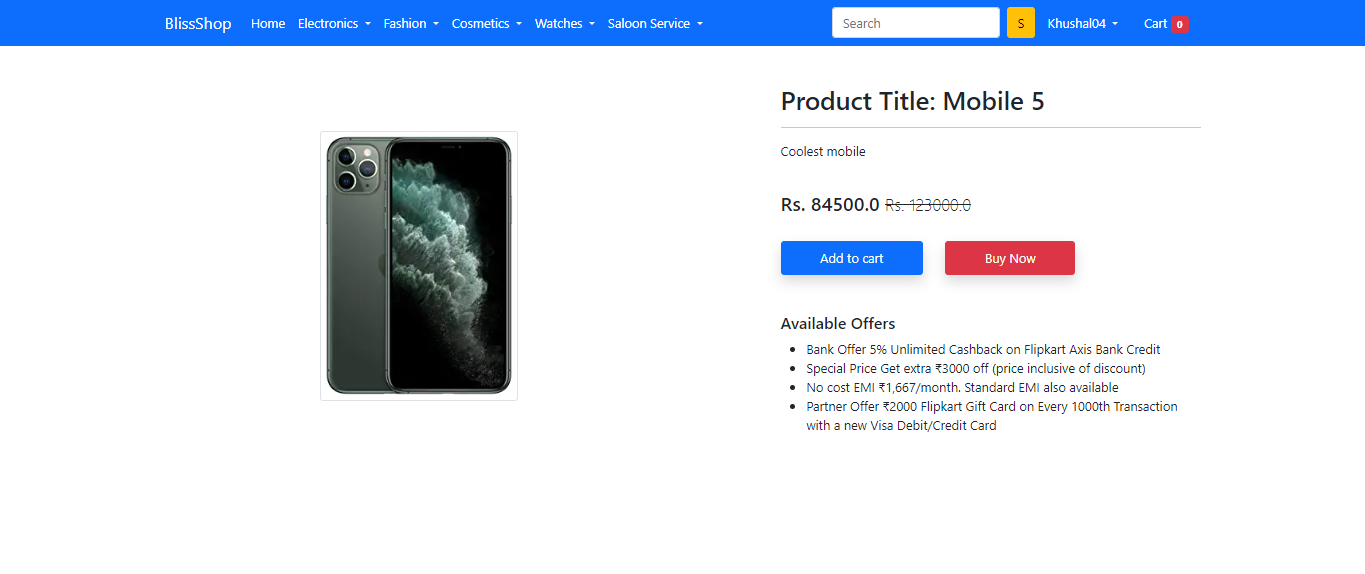 BlissShop Home Electronics Fashion Cosmetics Watches Saloon Service Search S Khushal04 Cart 0
Product Title: Mobile 5
Coolest mobile
Rs. 84500.0 Rs. 123000.0
Add to cart Buy Now
Available Offers
Bank Offer 5% Unlimited Cashback on Flipkart Axis Bank Credit
Special Price Get extra ₹3000 off (price inclusive of discount)
No cost EMI ₹1,667/month. Standard EMI also available
Partner Offer ₹2000 Flipkart Gift Card on Every 1000th Transaction
with a new Visa Debit/Credit Card